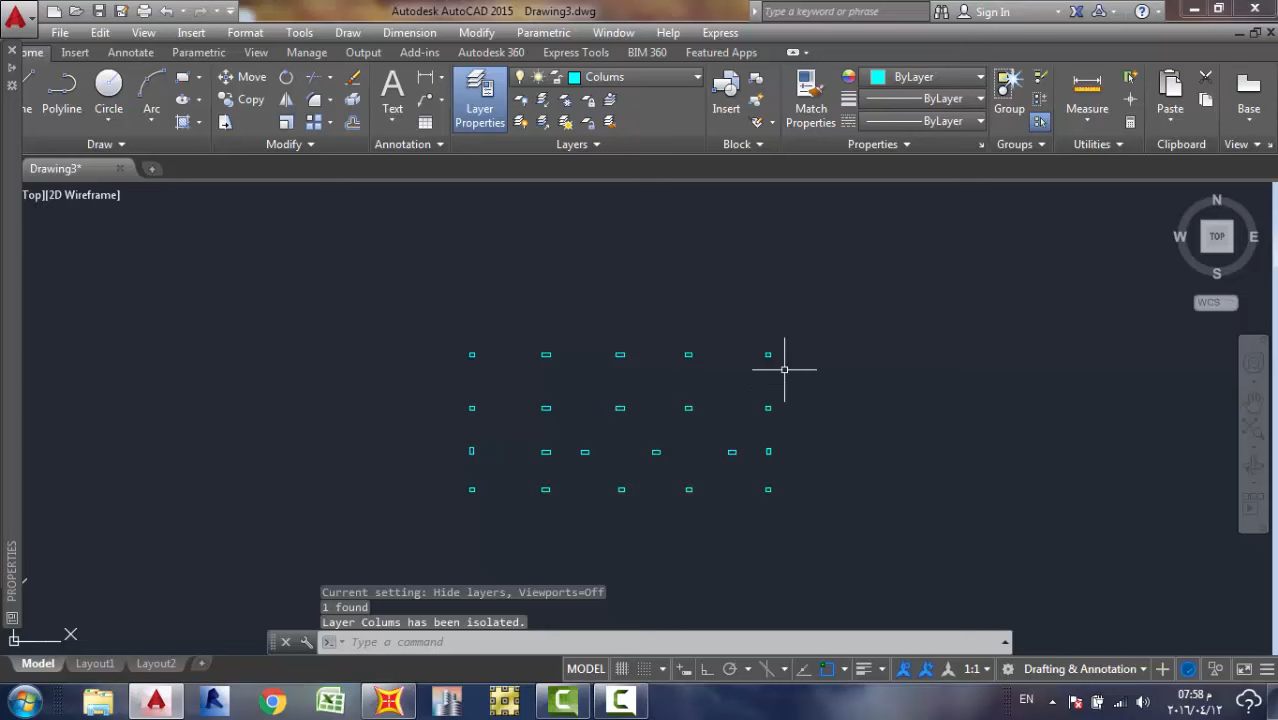 Autodesk AutoCAD 2015 Drawing3.dwg
Type a keyword or phrase
Sign In
File Edit View Insert Format Tools Draw Dimension Modify Parametric Window Help Express
ome Insert Annotate Parametric View Manage Output Add-ins Autodesk 360 Express Tools BIM 360 Featured Apps
Move
Colums
ByLayer
Polyline Circle Arc
Copy
Text
Layer Properties
Insert
Match Properties
ByLayer
ByLayer
Group
Measure
Paste
Base
ne
Draw Modify Annotation Layers Block Properties Groups Utilities Clipboard View
Drawing3*
Top][2D Wireframe]
N
W TOP E
S
WCS
PROPERTIES
Current setting: Hide layers, Viewports=Off
1 found
Layer Colums has been isolated.
Type a command
X
Model Layout1 Layout2
MODEL 1:1 Drafting & Annotation
EN
07:58 م
٢٠١٦/٠٤/١٢